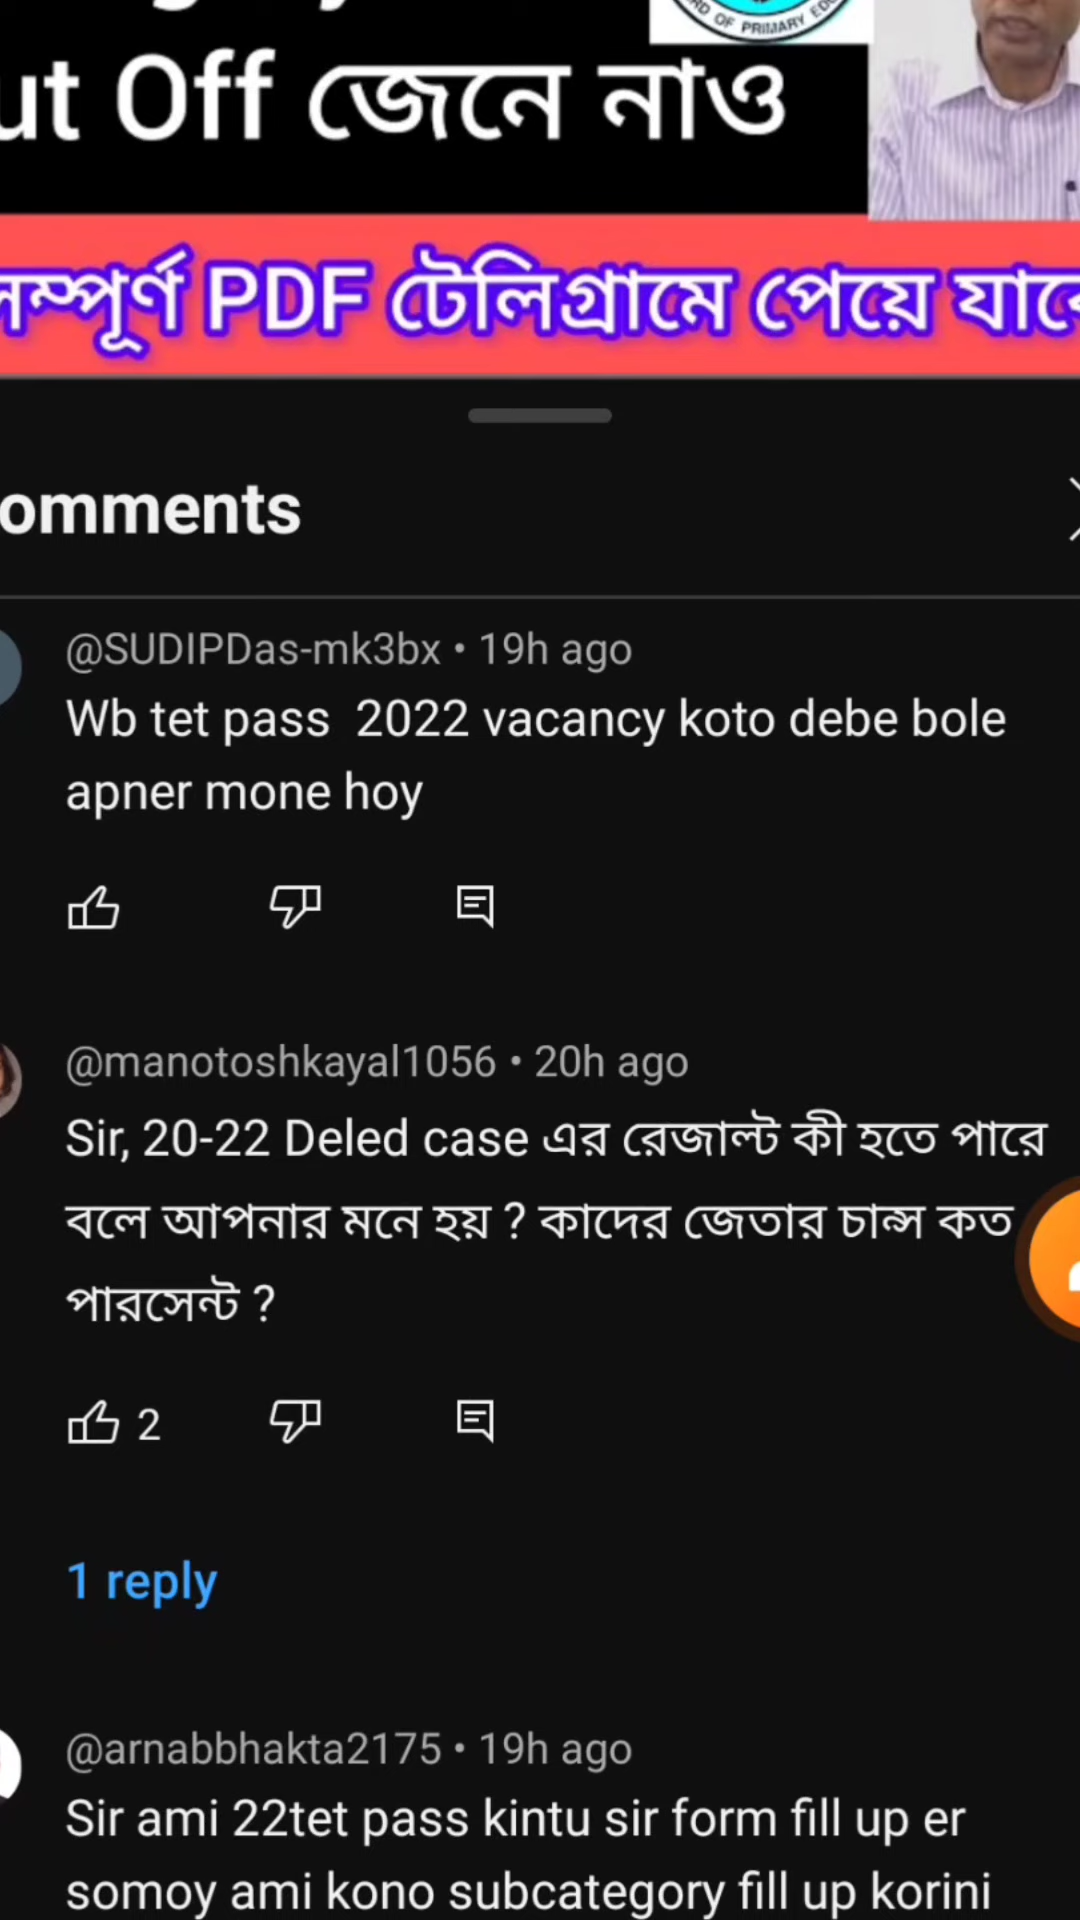 Off জেনে নাও
OF PRIMARY
PDF টেলিগ্রামে পেয়ে
@SUDIPDas-mk3bx • 19h ago
Wb tet pass 2022 vacancy koto debe bole
apner mone hoy
@manotoshkayal1056 • 20h ago
Sir, 20-22 Deled case এর রেজাল্ট কী হতে পারে
বলে আপনার মনে হয় ? কাদের জেতার চান্স কত
পারসেন্ট ?
2
1 reply
@arnabbhakta2175 • 19h ago
Sir ami 22tet pass kintu sir form fill up er
somoy ami kono subcategory fill up korini